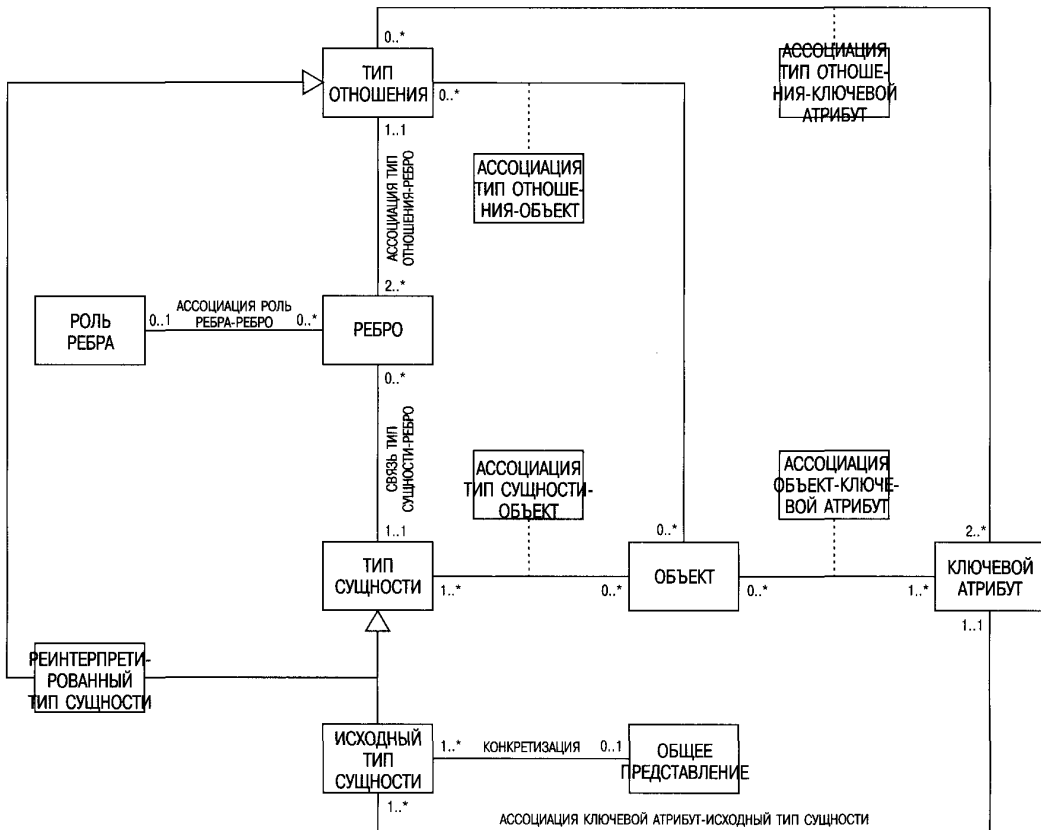 0..*
ТИП
ОТНОШЕНИЯ
0..*
1..1
АССОЦИАЦИЯ
ТИП ОТНОШЕ-
НИЯ-КЛЮЧЕВОЙ
АТРИБУТ
АССОЦИАЦИЯ ТИП
ОТНОШЕНИЯ-РЕБРО
АССОЦИАЦИЯ
ТИП ОТНОШЕ-
НИЯ-ОБЪЕКТ
2..*
РОЛЬ
РЕБРА
0..1
АССОЦИАЦИЯ РОЛЬ
РЕБРА-РЕБРО
0..*
РЕБРО
0..*
СВЯЗЬ ТИП
СУЩНОСТИ-РЕБРО
АССОЦИАЦИЯ
ТИП СУЩНОСТИ-
ОБЪЕКТ
АССОЦИАЦИЯ
ОБЪЕКТ-КЛЮЧЕ-
ВОЙ АТРИБУТ
1..1
0..*
2..*
ТИП
СУЩНОСТИ
1..*
0..*
ОБЪЕКТ
0..*
1..*
КЛЮЧЕВОЙ
АТРИБУТ
1..1
РЕИНТЕРПРЕТИ-
РОВАННЫЙ
ТИП СУЩНОСТИ
ИСХОДНЫЙ
ТИП
СУЩНОСТИ
1..*
КОНКРЕТИЗАЦИЯ
0..1
ОБЩЕЕ
ПРЕДСТАВЛЕНИЕ
1..*
АССОЦИАЦИЯ КЛЮЧЕВОЙ АТРИБУТ-ИСХОДНЫЙ ТИП СУЩНОСТИ